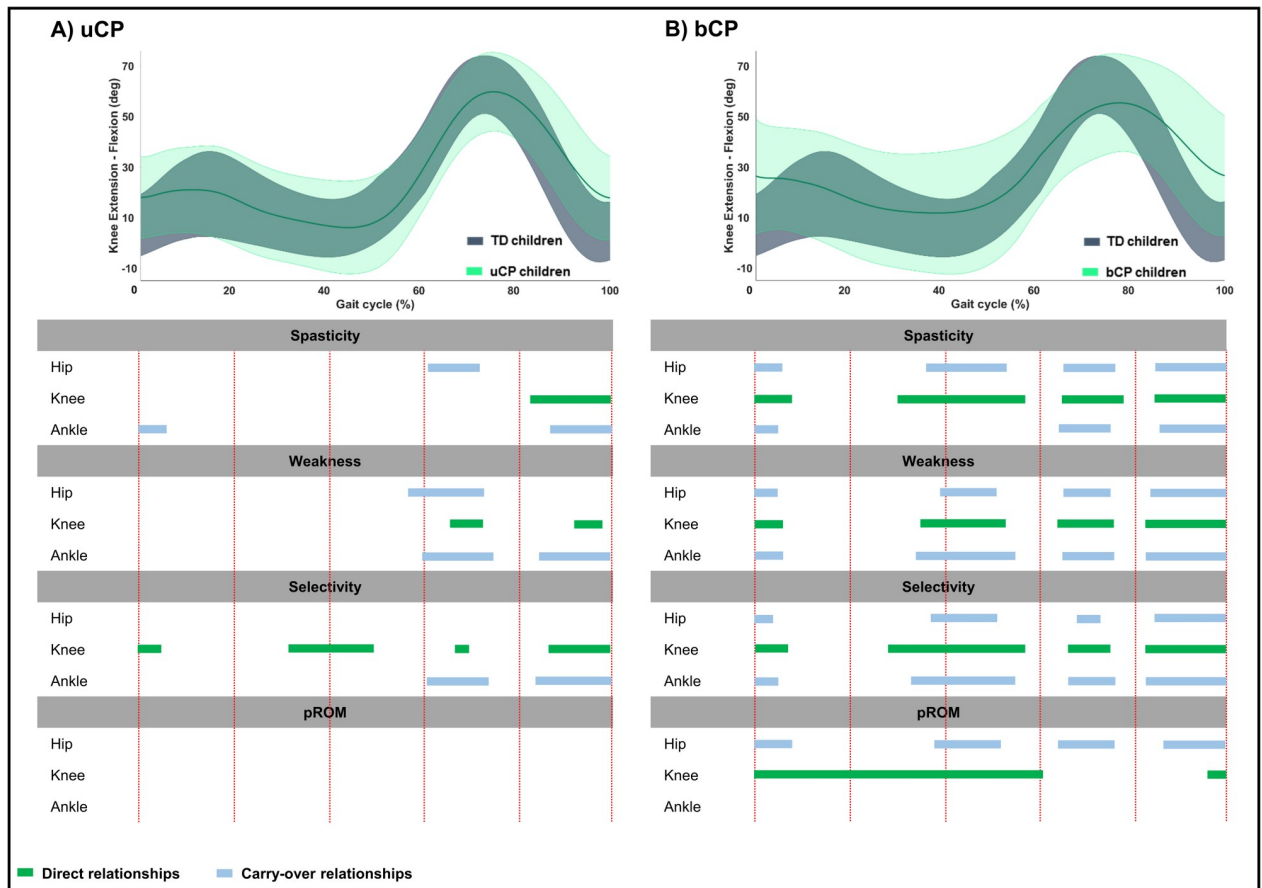 A) uCP
Knee Extension - Flexion (deg)
70
50
30
10
-10
TD children
uCP children
0 20 40 60 80 100
Gait cycle (%)
Spasticity
Hip
Knee
Ankle
Weakness
Hip
Knee
Ankle
Selectivity
Hip
Knee
Ankle
pROM
Hip
Knee
Ankle
B) bCP
Knee Extension - Flexion (deg)
70
50
30
10
-10
TD children
bCP children
0 20 40 60 80 100
Gait cycle (%)
Spasticity
Hip
Knee
Ankle
Weakness
Hip
Knee
Ankle
Selectivity
Hip
Knee
Ankle
pROM
Hip
Knee
Ankle
Direct relationships
Carry-over relationships